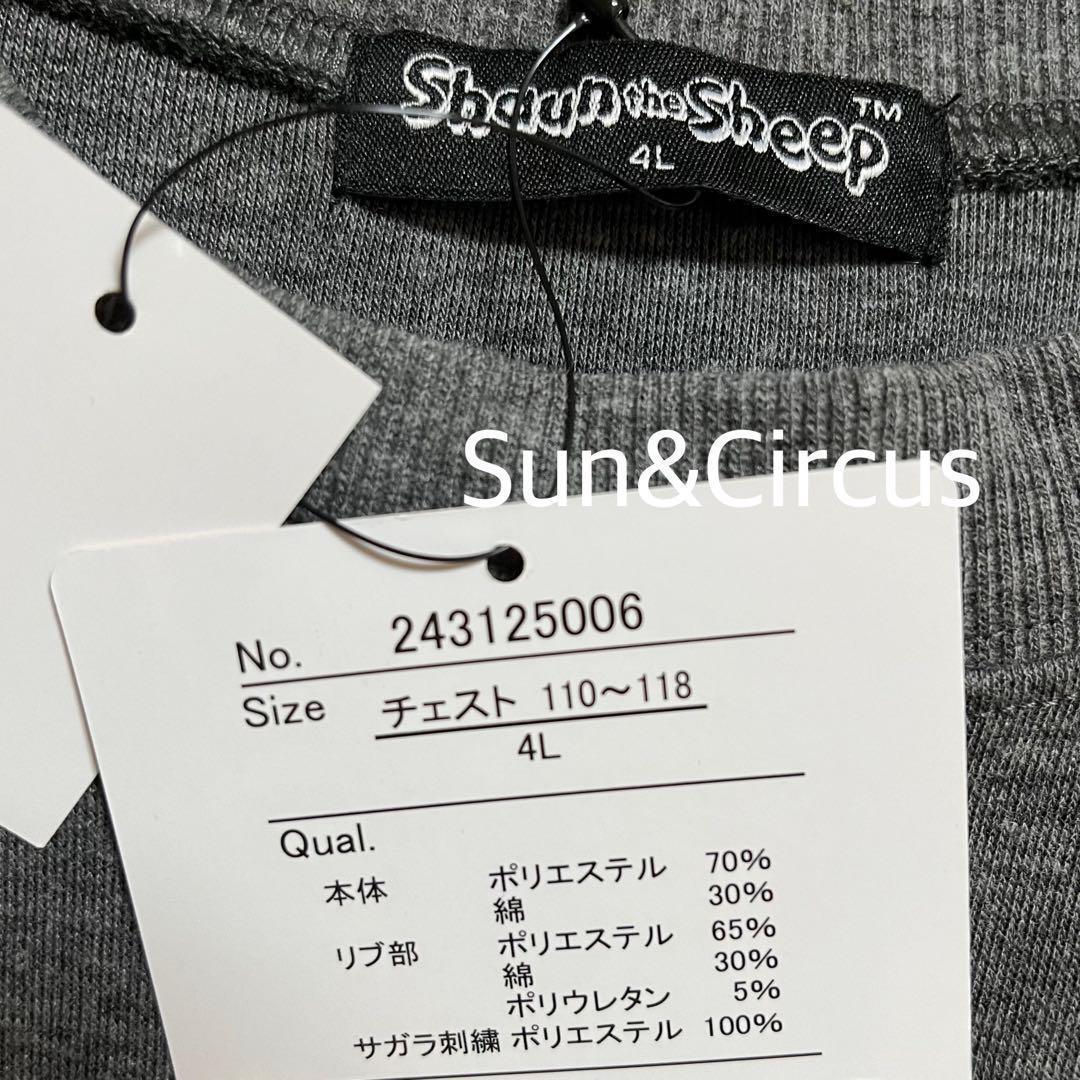 Shaun the Sheep™
4L
Sun&Circus
No. 243125006
Size チェスト 110～118
4L
Qual.
本体 ポリエステル 70%
綿 30%
リブ部 ポリエステル 65%
綿 30%
ポリウレタン 5%
サガラ刺繍 ポリエステル 100%